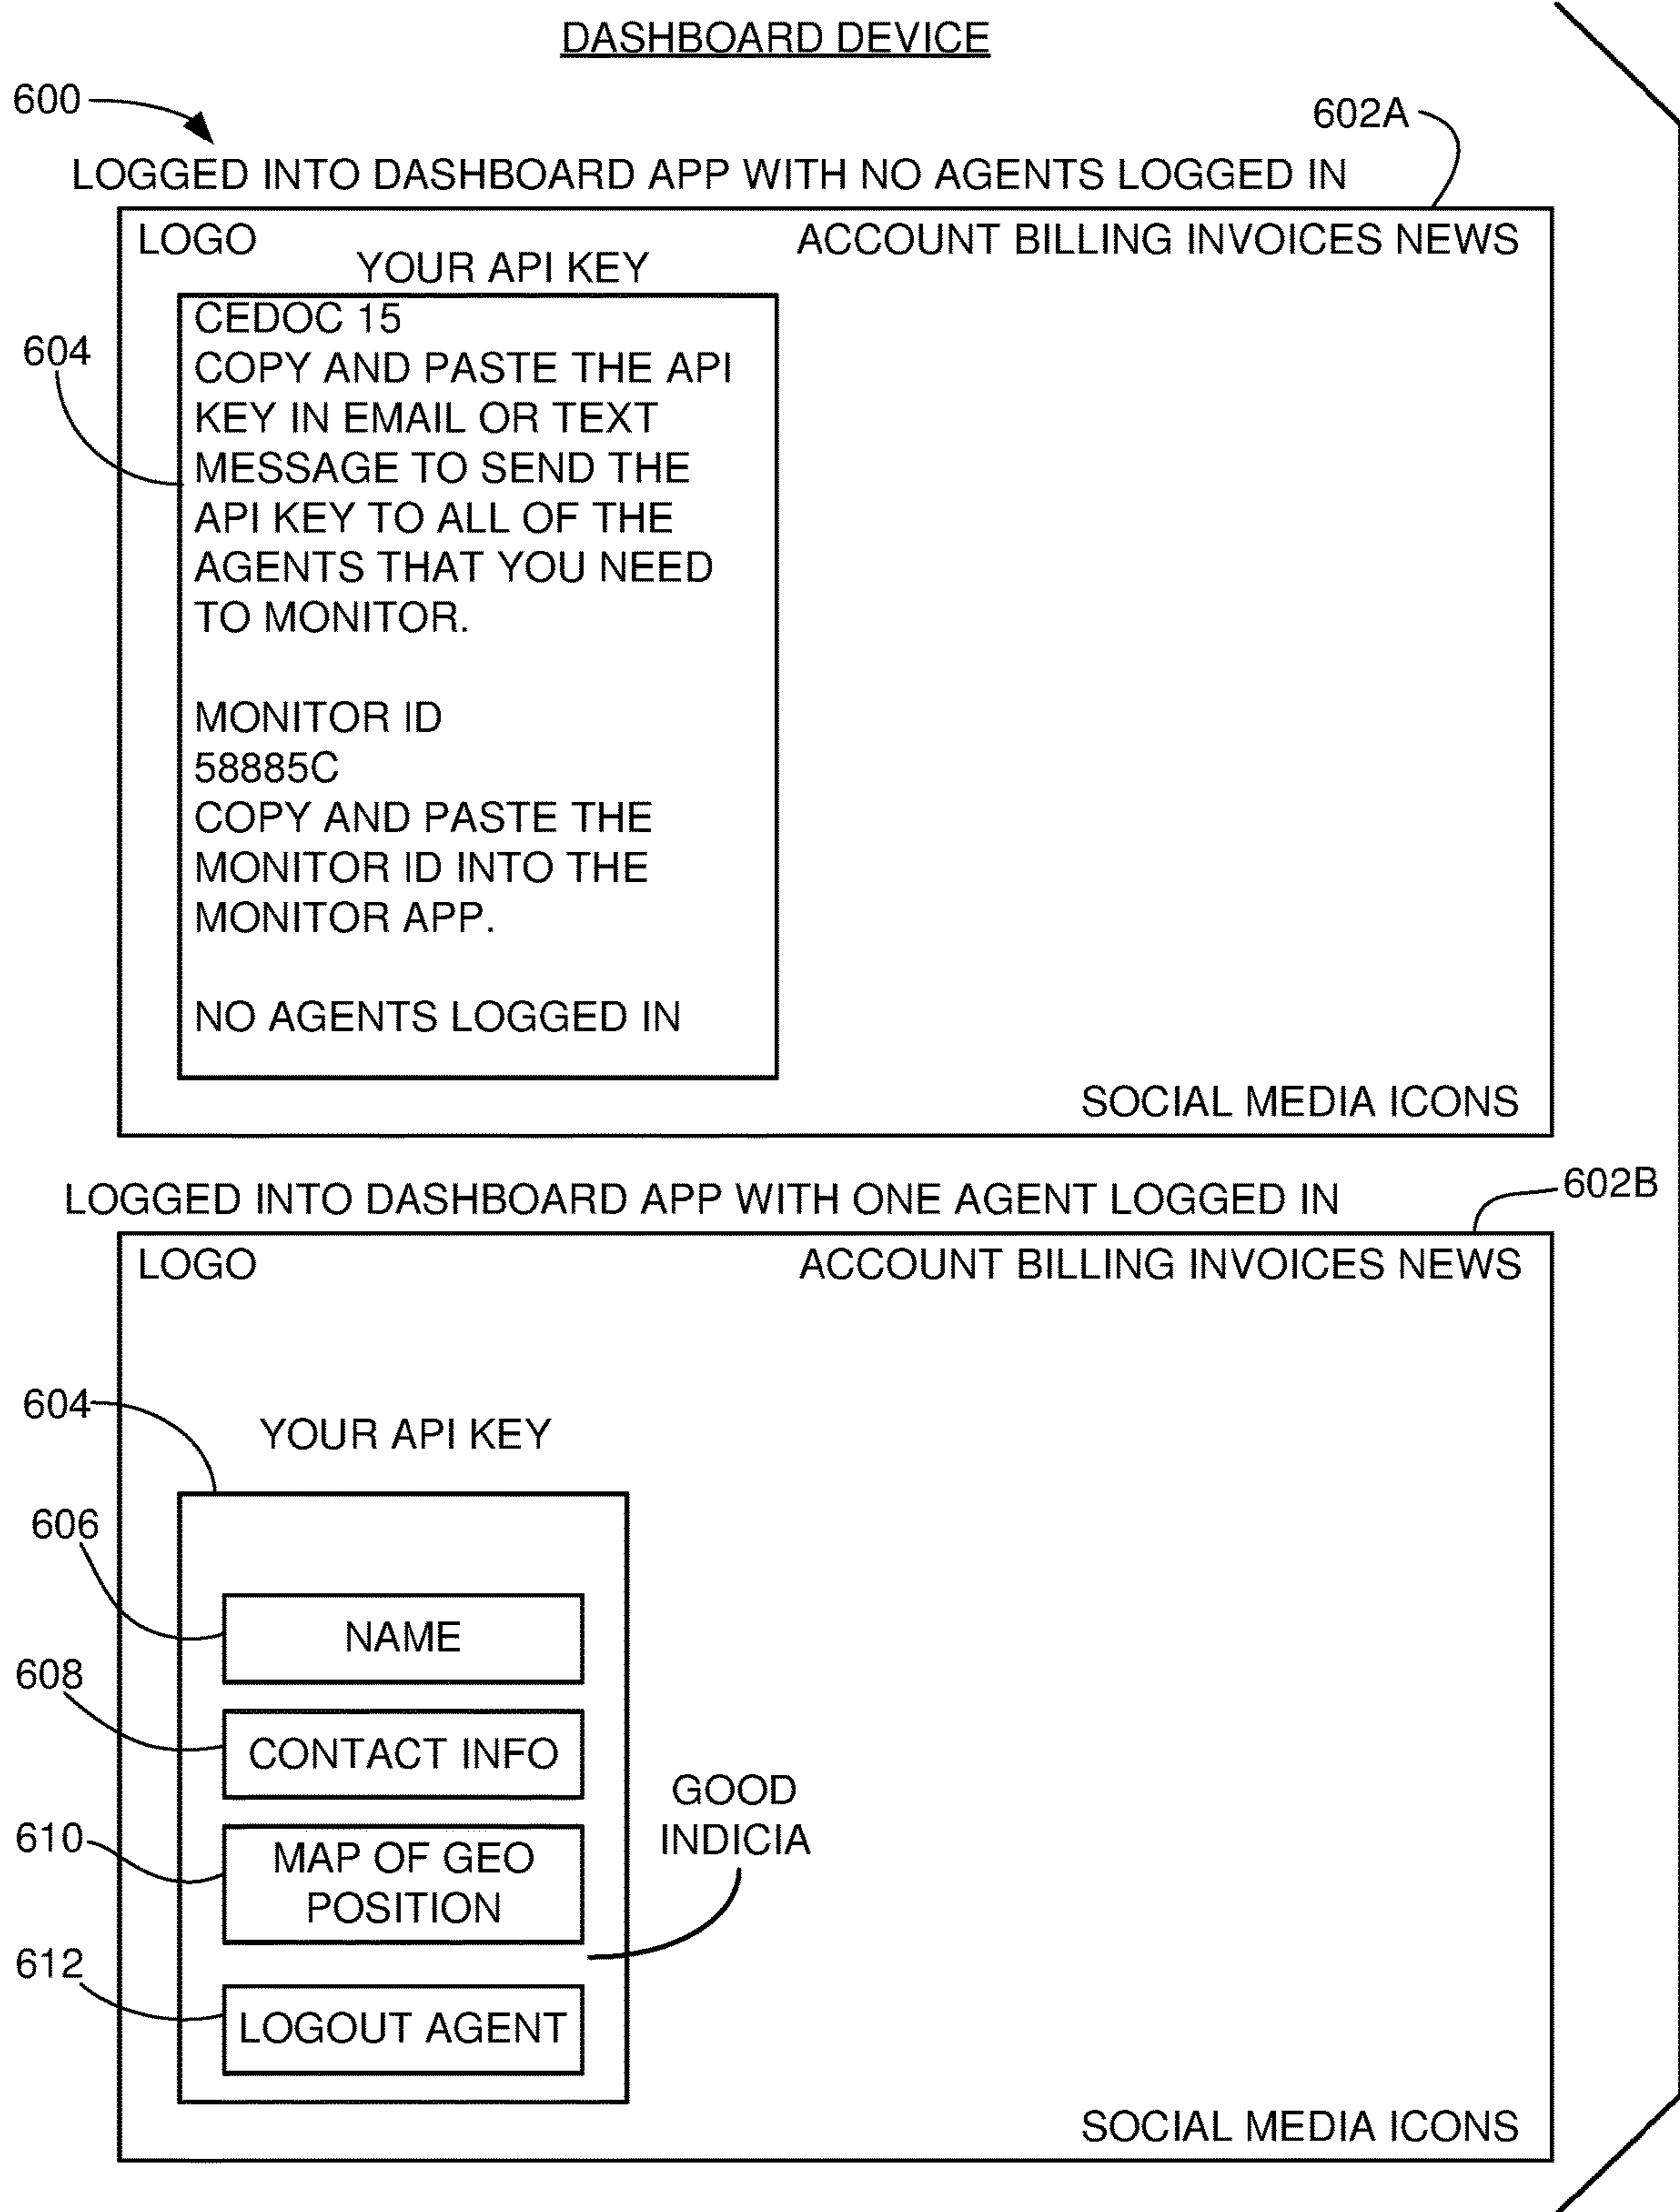 DASHBOARD DEVICE
600
602A
LOGGED INTO DASHBOARD APP WITH NO AGENTS LOGGED IN
LOGO
ACCOUNT BILLING INVOICES NEWS
YOUR API KEY
604
CEDOC 15
COPY AND PASTE THE API
KEY IN EMAIL OR TEXT
MESSAGE TO SEND THE
API KEY TO ALL OF THE
AGENTS THAT YOU NEED
TO MONITOR.
MONITOR ID
58885C
COPY AND PASTE THE
MONITOR ID INTO THE
MONITOR APP.
NO AGENTS LOGGED IN
SOCIAL MEDIA ICONS
LOGGED INTO DASHBOARD APP WITH ONE AGENT LOGGED IN
602B
LOGO
ACCOUNT BILLING INVOICES NEWS
604
YOUR API KEY
606
NAME
608
CONTACT INFO
GOOD
INDICIA
610
MAP OF GEO
POSITION
612
LOGOUT AGENT
SOCIAL MEDIA ICONS